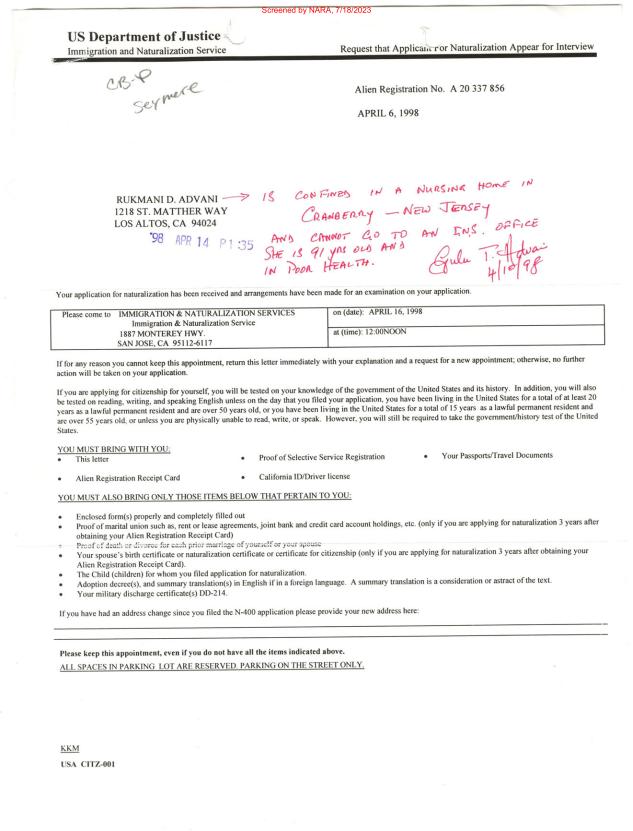 Screened by NARA, 7/18/2023
US Department of Justice
Immigration and Naturalization Service
Request that Applicant For Naturalization Appear for Interview
CB-P
Seymere
Alien Registration No. A 20 337 856
APRIL 6, 1998
RUKMANI D. ADVANI → IS CONFINED IN A NURSING HOME IN
1218 ST. MATTHER WAY CRANBERRY — NEW JERSEY
LOS ALTOS, CA 94024
'98 APR 14 P1:35 AND CANNOT GO TO AN INS. OFFICE
SHE IS 91 YRS OLD AND
IN POOR HEALTH.
Gulu T. Advani
4/10/98
Your application for naturalization has been received and arrangements have been made for an examination on your application.
Please come to IMMIGRATION & NATURALIZATION SERVICES
Immigration & Naturalization Service
1887 MONTEREY HWY.
SAN JOSE, CA 95112-6117
on (date): APRIL 16, 1998
at (time): 12:00NOON
If for any reason you cannot keep this appointment, return this letter immediately with your explanation and a request for a new appointment; otherwise, no further
action will be taken on your application.
If you are applying for citizenship for yourself, you will be tested on your knowledge of the government of the United States and its history. In addition, you will also
be tested on reading, writing, and speaking English unless on the day that you filed your application, you have been living in the United States for a total of at least 20
years as a lawful permanent resident and are over 50 years old, or you have been living in the United States for a total of 15 years as a lawful permanent resident and
are over 55 years old, or unless you are physically unable to read, write, or speak. However, you will still be required to take the government/history test of the United
States.
YOU MUST BRING WITH YOU:
• This letter
• Proof of Selective Service Registration
• Your Passports/Travel Documents
• Alien Registration Receipt Card
• California ID/Driver license
YOU MUST ALSO BRING ONLY THOSE ITEMS BELOW THAT PERTAIN TO YOU:
• Enclosed form(s) properly and completely filled out
• Proof of marital union such as, rent or lease agreements, joint bank and credit card account holdings, etc. (only if you are applying for naturalization 3 years after
obtaining your Alien Registration Receipt Card)
• Proof of death or divorce for each prior marriage of yourself or your spouse
• Your spouse's birth certificate or naturalization certificate or certificate for citizenship (only if you are applying for naturalization 3 years after obtaining your
Alien Registration Receipt Card).
• The Child (children) for whom you filed application for naturalization.
• Adoption decree(s), and summary translation(s) in English if in a foreign language. A summary translation is a consideration or astract of the text.
• Your military discharge certificate(s) DD-214.
If you have had an address change since you filed the N-400 application please provide your new address here:
Please keep this appointment, even if you do not have all the items indicated above.
ALL SPACES IN PARKING LOT ARE RESERVED PARKING ON THE STREET ONLY.
KKM
USA CITZ-001